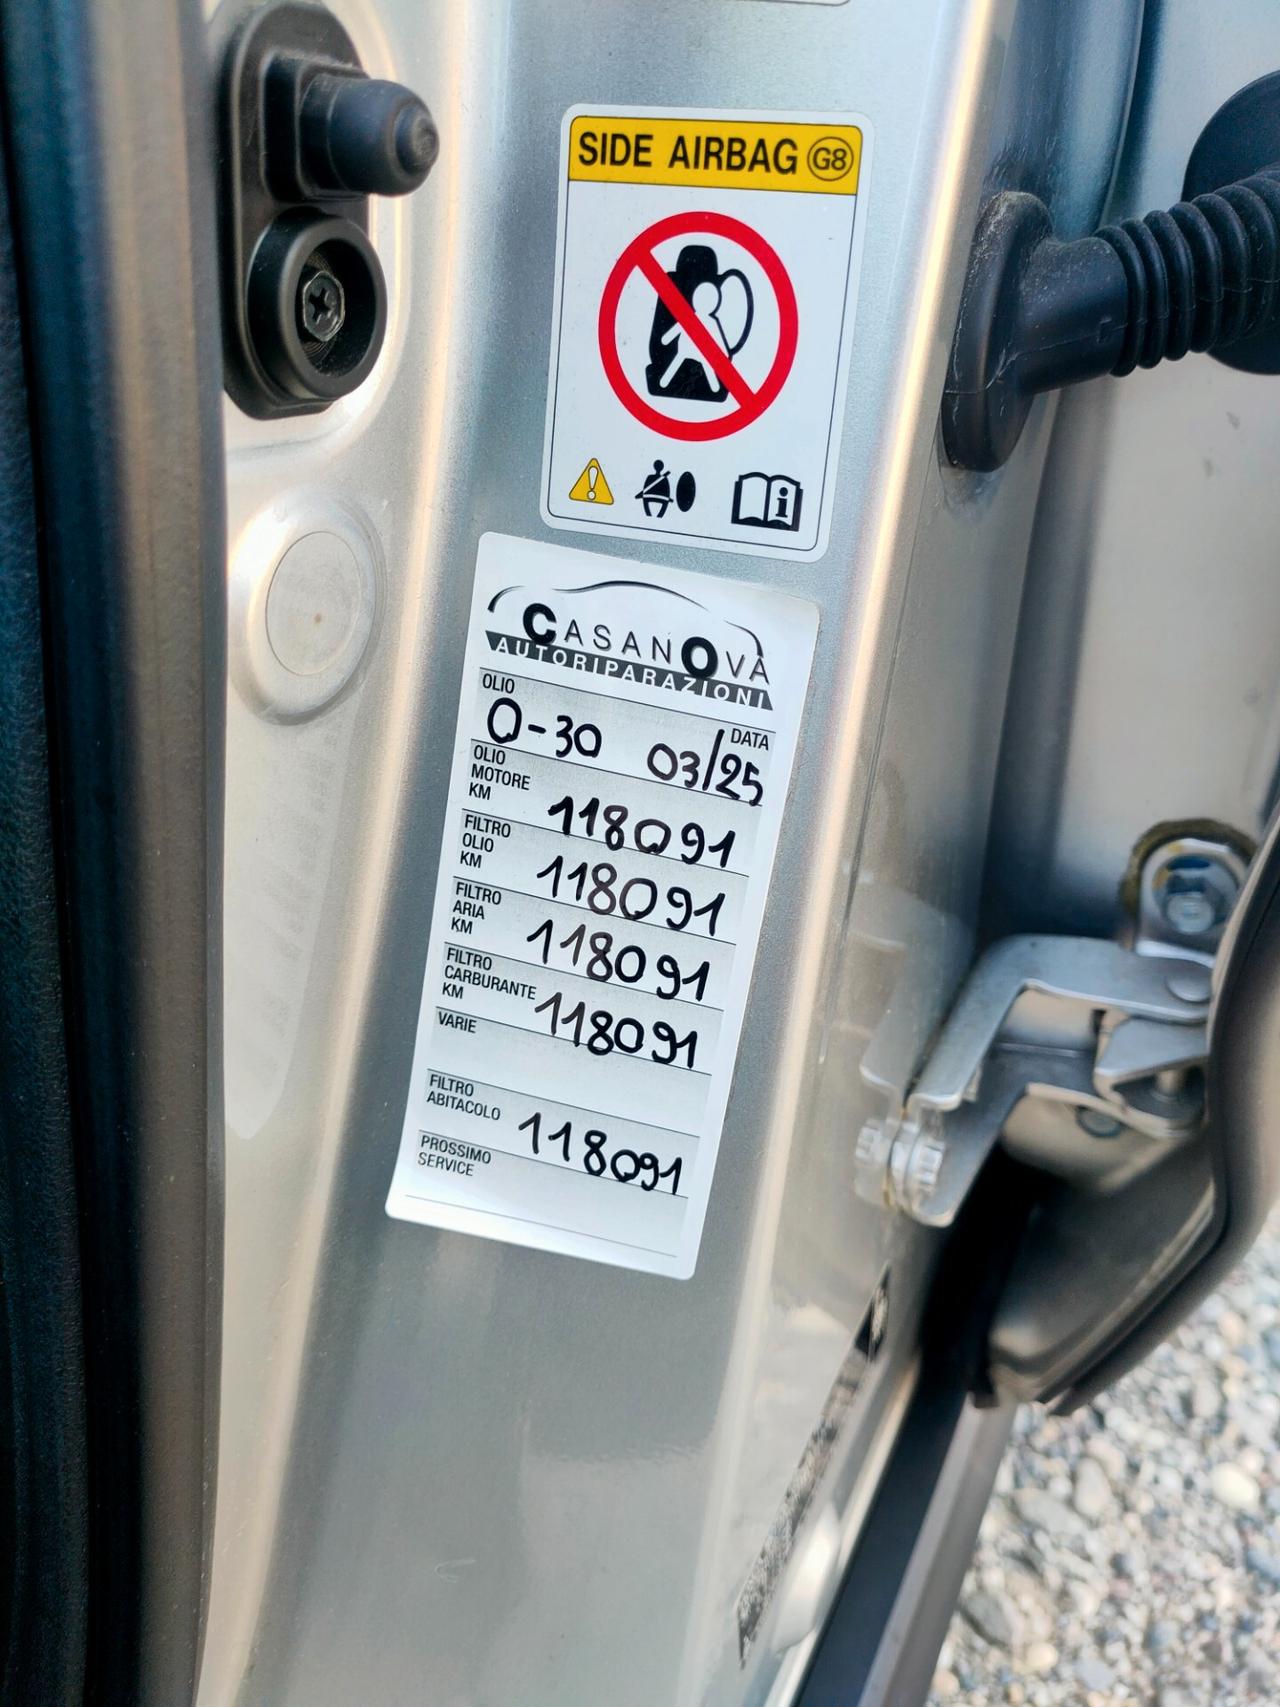 SIDE AIRBAG G8
CASANOVA
AUTORIPARAZIONI
OLIO
DATA
0-30 03/25
OLIO
MOTORE
KM
118091
FILTRO
OLIO
KM
118091
FILTRO
ARIA
KM
118091
FILTRO
CARBURANTE
KM
118091
VARIE
FILTRO
ABITACOLO
118091
PROSSIMO
SERVICE